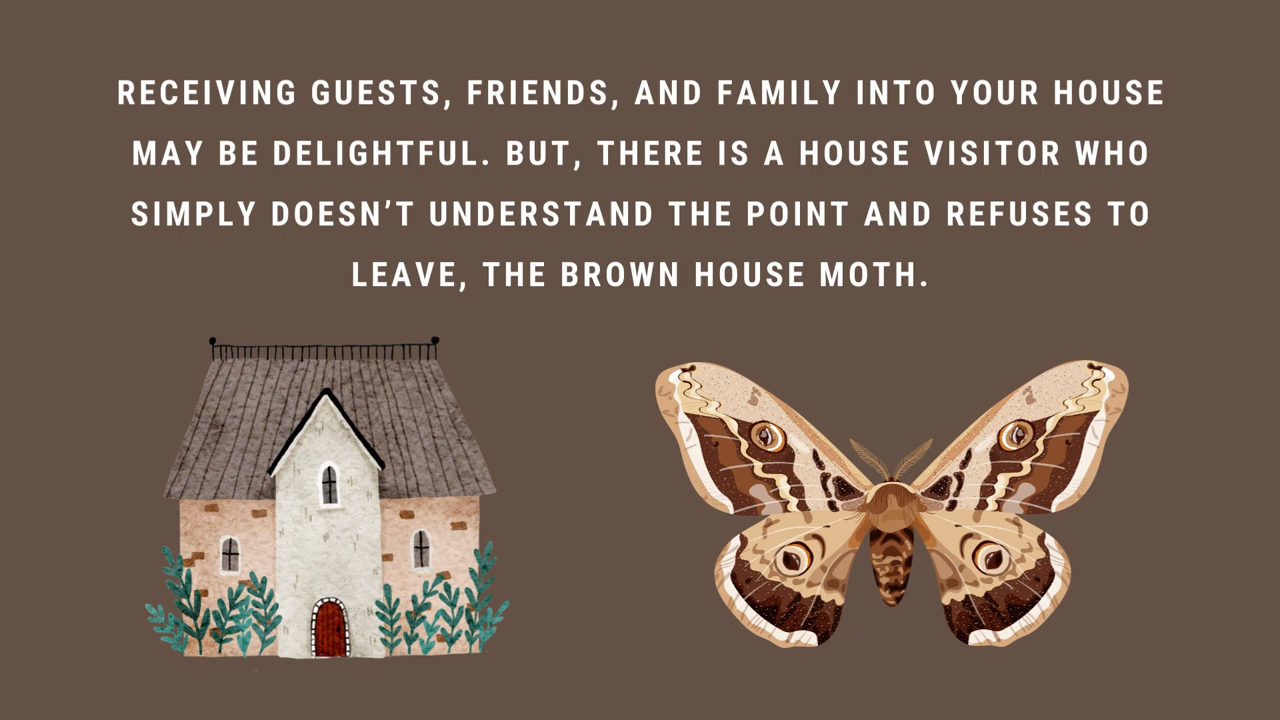 RECEIVING GUESTS, FRIENDS, AND FAMILY INTO YOUR HOUSE
MAY BE DELIGHTFUL. BUT, THERE IS A HOUSE VISITOR WHO
SIMPLY DOESN’T UNDERSTAND THE POINT AND REFUSES TO
LEAVE, THE BROWN HOUSE MOTH.